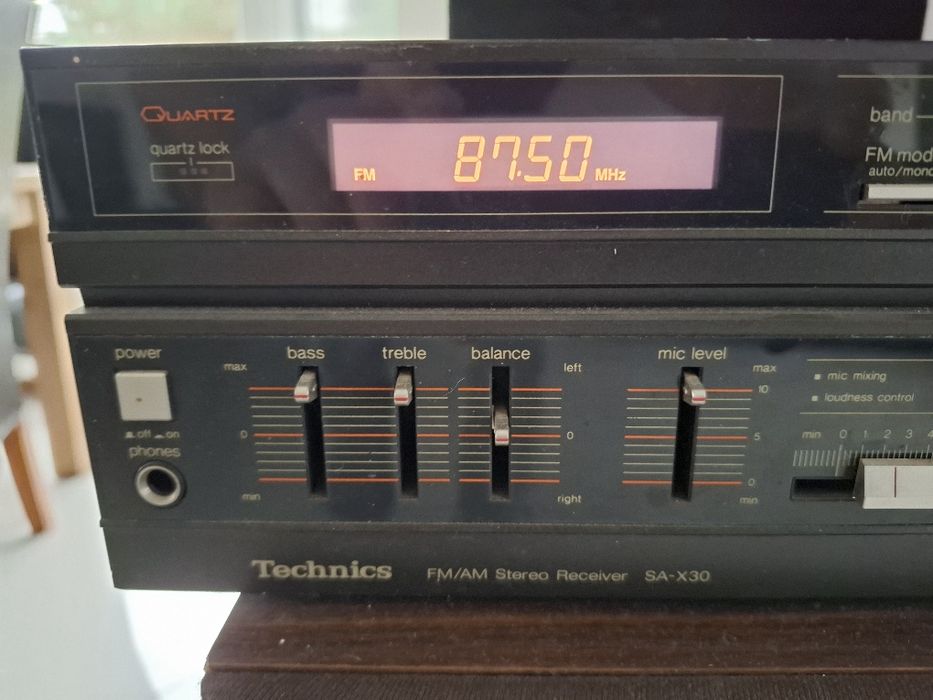 QUARTZ
quartz lock
FM 87.50 MHz
band
FM mod
auto/mono
power
off on
phones
bass treble balance mic level
max left max
10
0 0 5
0
min right min
mic mixing
loudness control
min 0 1 2 3 4
Technics FM/AM Stereo Receiver SA-X30